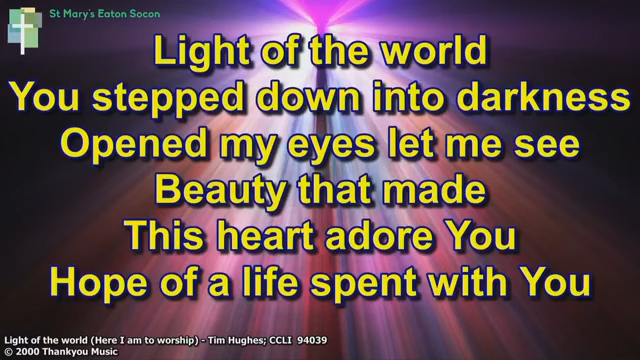 St Mary's Eaton Socon
Light of the world
You stepped down into darkness
Opened my eyes let me see
Beauty that made
This heart adore You
Hope of a life spent with You
Light of the world (Here I am to worship) - Tim Hughes; CCLI 94039
© 2000 Thankyou Music